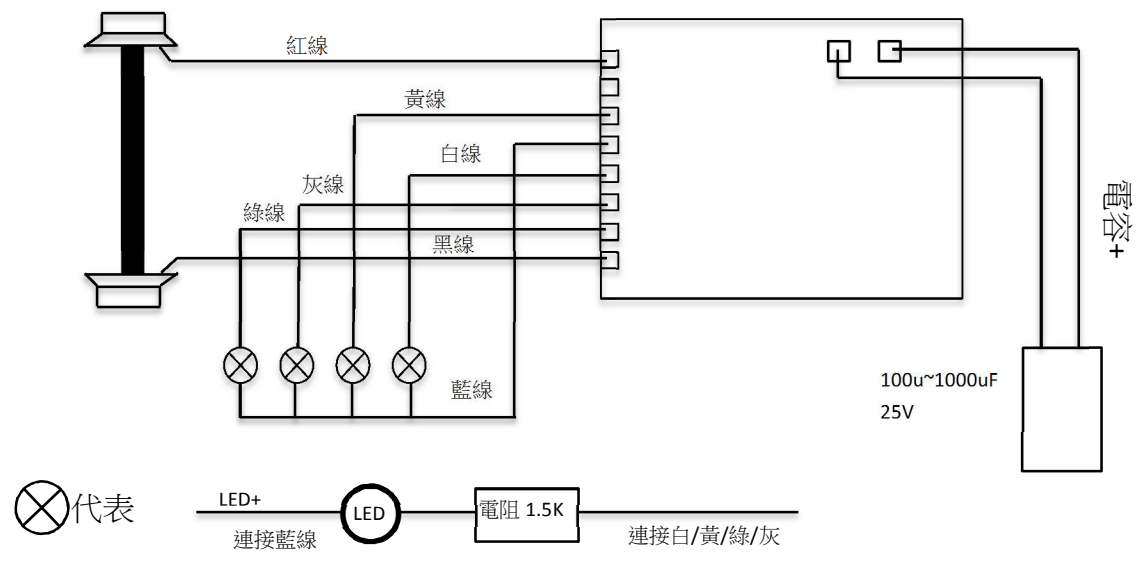 紅線
黃線
白線
灰線
綠線
黑線
藍線
電容+
100u~1000uF
25V
代表
LED+
連接藍線
LED
電阻 1.5K
連接白/黃/綠/灰